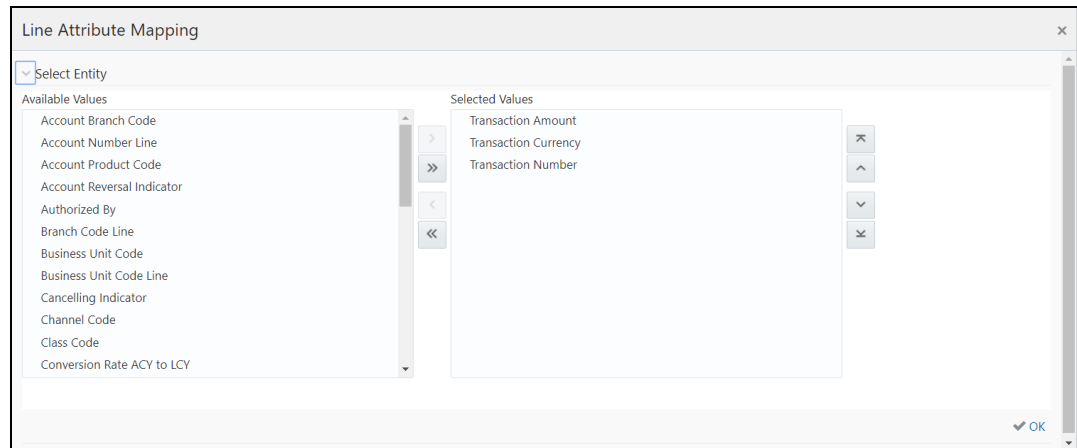 Line Attribute Mapping
Select Entity
Available Values
Account Branch Code
Account Number Line
Account Product Code
Account Reversal Indicator
Authorized By
Branch Code Line
Business Unit Code
Business Unit Code Line
Cancelling Indicator
Channel Code
Class Code
Conversion Rate ACY to LCY
Selected Values
Transaction Amount
Transaction Currency
Transaction Number
OK